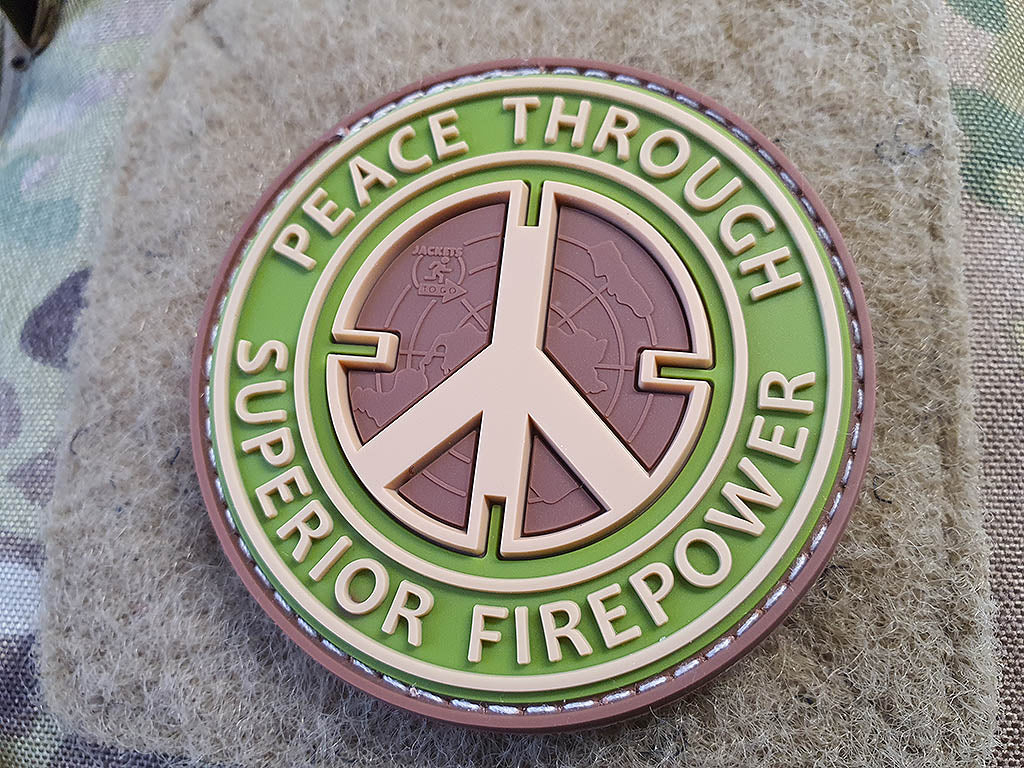 PEACE THROUGH
SUPERIOR FIREPOWER
JACKETS
TO GO